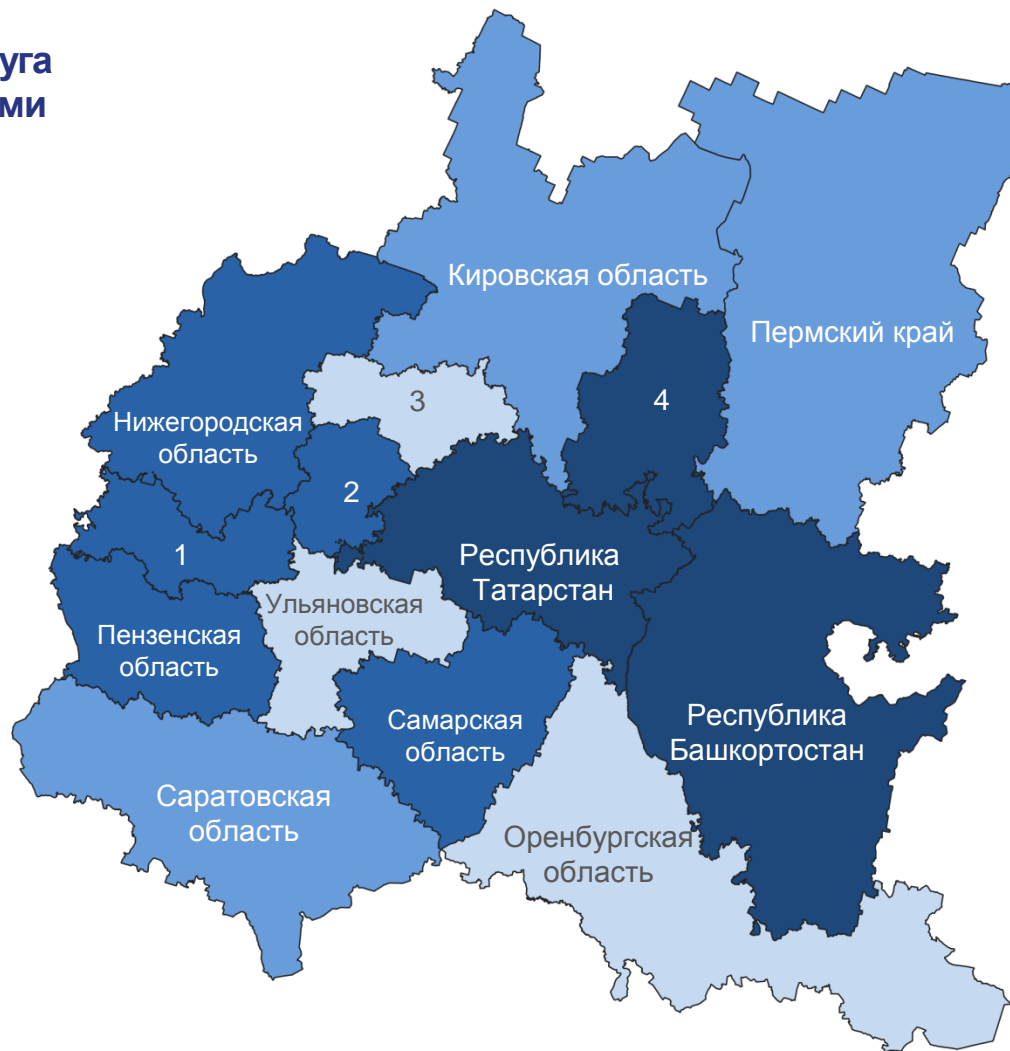 уга
ми
Кировская область
Пермский край
3
4
Нижегородская
область
2
1
Республика
Татарстан
Ульяновская
область
Пензенская
область
Самарская
область
Республика
Башкортостан
Саратовская
область
Оренбургская
область